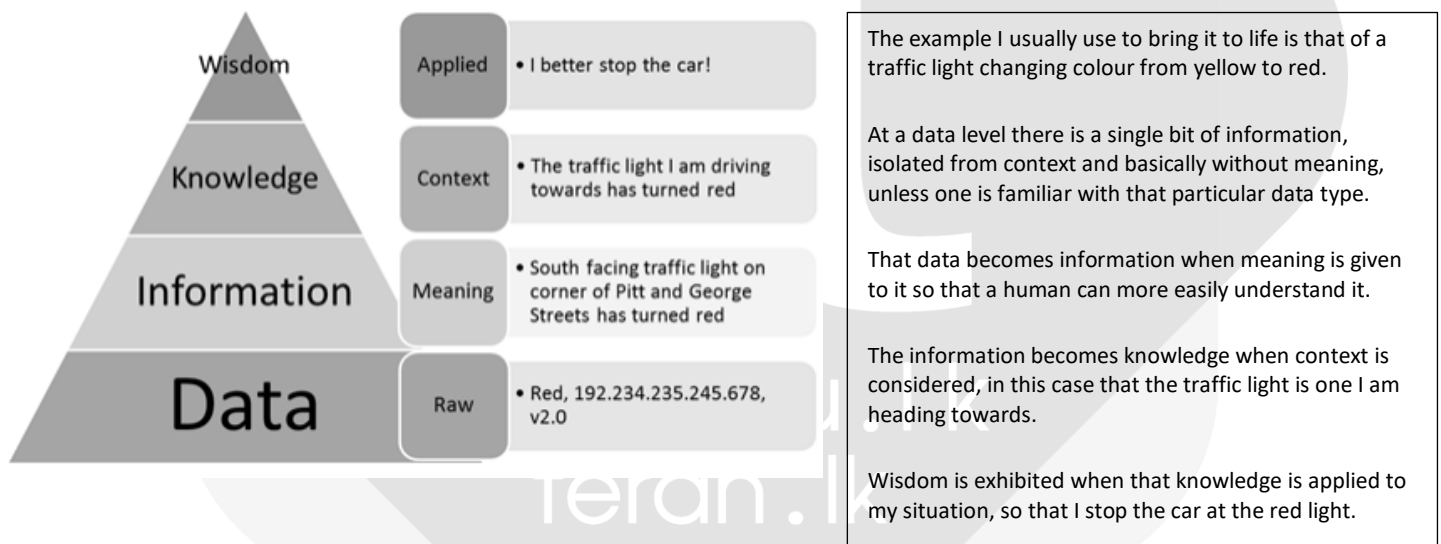 Wisdom
Applied
• I better stop the car!
Knowledge
Context
• The traffic light I am driving
towards has turned red
Information
Meaning
• South facing traffic light on
corner of Pitt and George
Streets has turned red
Data
Raw
• Red, 192.234.235.245.678,
v2.0
The example I usually use to bring it to life is that of a
traffic light changing colour from yellow to red.
At a data level there is a single bit of information,
isolated from context and basically without meaning,
unless one is familiar with that particular data type.
That data becomes information when meaning is given
to it so that a human can more easily understand it.
The information becomes knowledge when context is
considered, in this case that the traffic light is one I am
heading towards.
Wisdom is exhibited when that knowledge is applied to
my situation, so that I stop the car at the red light.
teran.lk